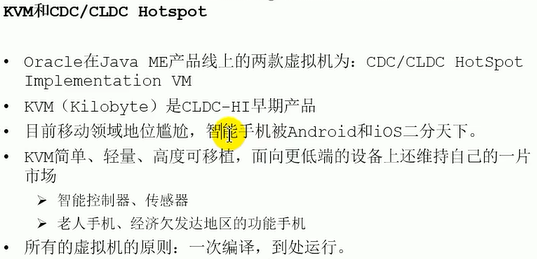 KVM和CDC/CLDC Hotspot
• Oracle在Java ME产品线上的两款虚拟机为：CDC/CLDC HotSpot
Implementation VM
• KVM（Kilobyte）是CLDC-HI早期产品
• 目前移动领域地位尴尬，智能手机被Android和iOS二分天下。
• KVM简单、轻量、高度可移植，面向更低端的设备上还维持自己的一片
市场
➢ 智能控制器、传感器
➢ 老人手机、经济欠发达地区的功能手机
• 所有的虚拟机的原则：一次编译，到处运行。